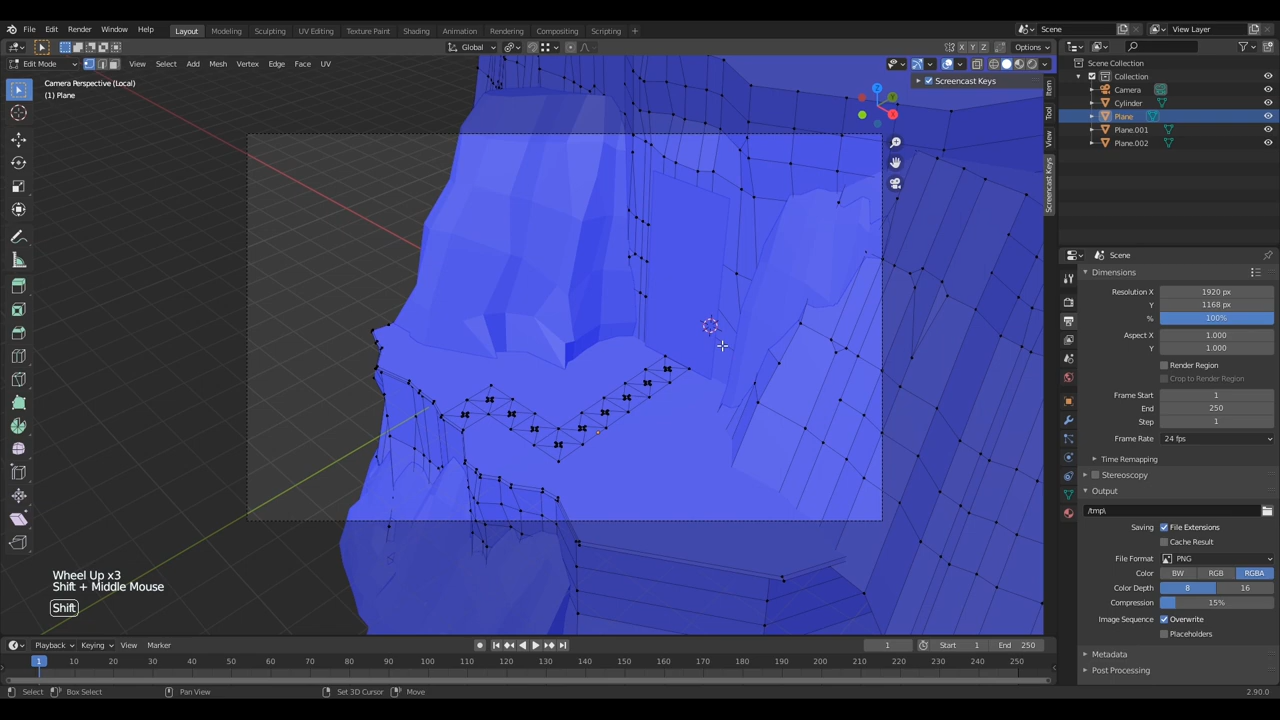 File Edit Render Window Help Layout Modeling Sculpting UV Editing Texture Paint Shading Animation Rendering Compositing Scripting + Scene View Layer
Global X Y Z Options
Edit Mode View Select Add Mesh Vertex Edge Face UV
Camera Perspective (Local)
(1) Plane
Screencast Keys
Z
Y
X
Item
Tool
View
Screencast Keys
Wheel Up x3
Shift + Middle Mouse
Shift
Scene Collection
Collection
Camera
Cylinder
Plane
Plane.001
Plane.002
Scene
Dimensions
Resolution X 1920 px
Y 1168 px
% 100%
Aspect X 1.000
Y 1.000
Render Region
Crop to Render Region
Frame Start 1
End 250
Step 1
Frame Rate 24 fps
Time Remapping
Stereoscopy
Output
/tmp\
Saving File Extensions
Cache Result
File Format PNG
Color BW RGB RGBA
Color Depth 8 16
Compression 15%
Image Sequence Overwrite
Placeholders
Metadata
Post Processing
Playback Keying View Marker 1 Start 1 End 250
1 10 20 30 40 50 60 70 80 90 100 110 120 130 140 150 160 170 180 190 200 210 220 230 240 250
Select Box Select Pan View Set 3D Cursor Move 2.90.0